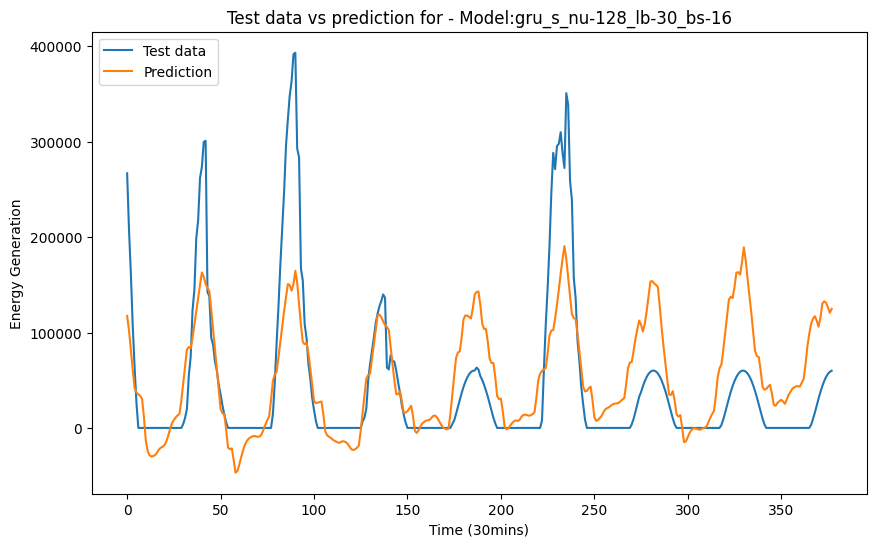 Test data vs prediction for - Model:gru_s_nu-128_lb-30_bs-16
Test data
Prediction
400000
300000
200000
100000
0
Energy Generation
0 50 100 150 200 250 300 350
Time (30mins)